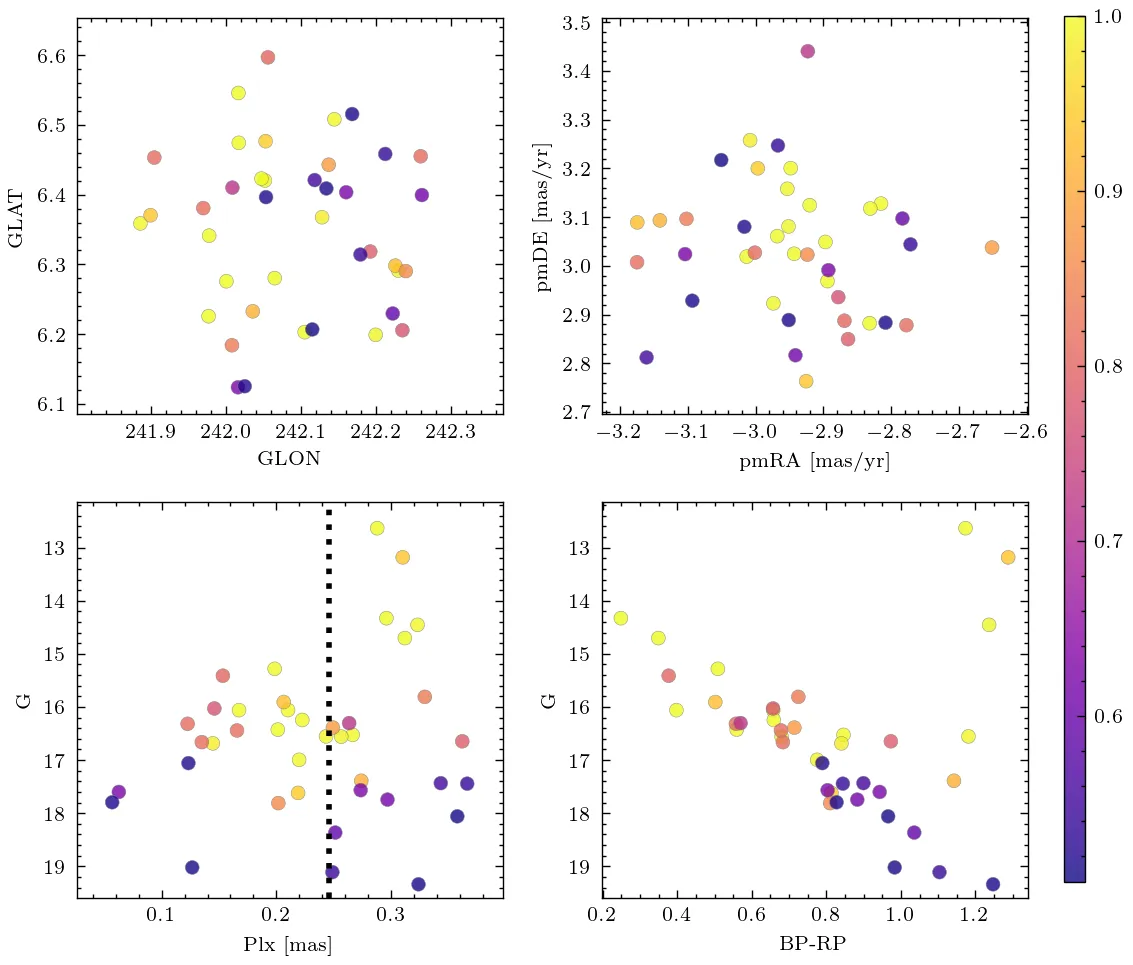 6.6
6.5
6.4
6.3
6.2
6.1
GLAT
241.9 242.0 242.1 242.2 242.3
GLON
3.5
3.4
3.3
3.2
3.1
3.0
2.9
2.8
2.7
pmDE [mas/yr]
−3.2 −3.1 −3.0 −2.9 −2.8 −2.7 −2.6
pmRA [mas/yr]
1.0
0.9
0.8
0.7
0.6
13
14
15
16
17
18
19
G
0.1 0.2 0.3
Plx [mas]
13
14
15
16
17
18
19
G
0.2 0.4 0.6 0.8 1.0 1.2
BP-RP